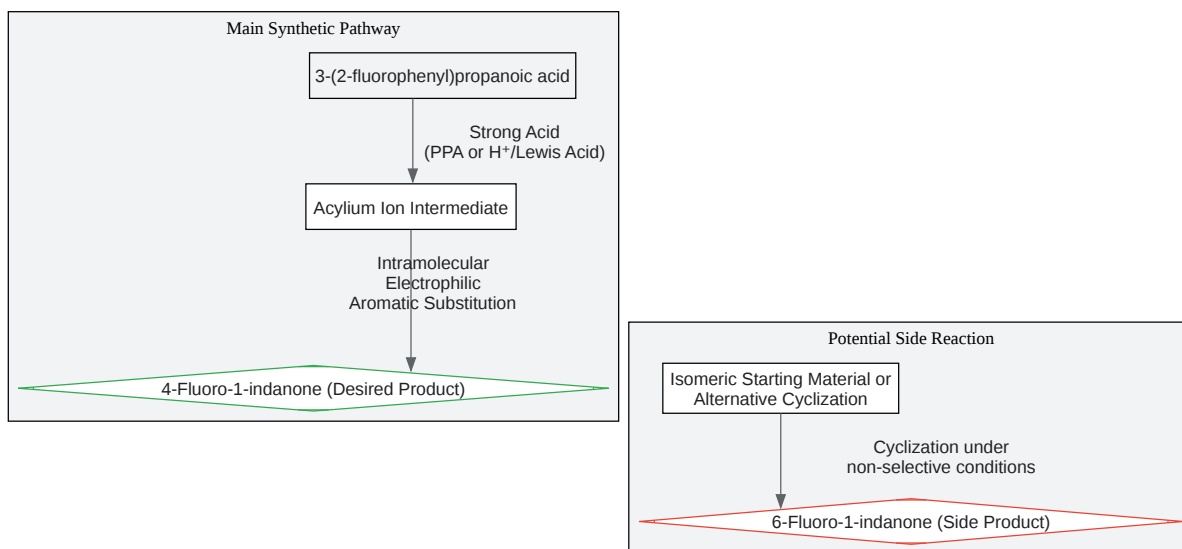 Main Synthetic Pathway
3-(2-fluorophenyl)propanoic acid
Strong Acid
(PPA or H⁺/Lewis Acid)
Acylium Ion Intermediate
Intramolecular
Electrophilic
Aromatic Substitution
4-Fluoro-1-indanone (Desired Product)
Potential Side Reaction
Isomeric Starting Material or
Alternative Cyclization
Cyclization under
non-selective conditions
6-Fluoro-1-indanone (Side Product)